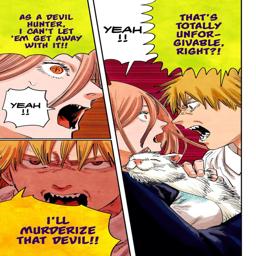 THAT'S
TOTALLY
UNFOR-
GIVABLE,
RIGHT?!
YEAH
!!
AS A DEVIL
HUNTER,
I CAN'T LET
'EM GET AWAY
WITH IT!!
YEAH
!!
I'LL
MURDERIZE
THAT DEVIL!!